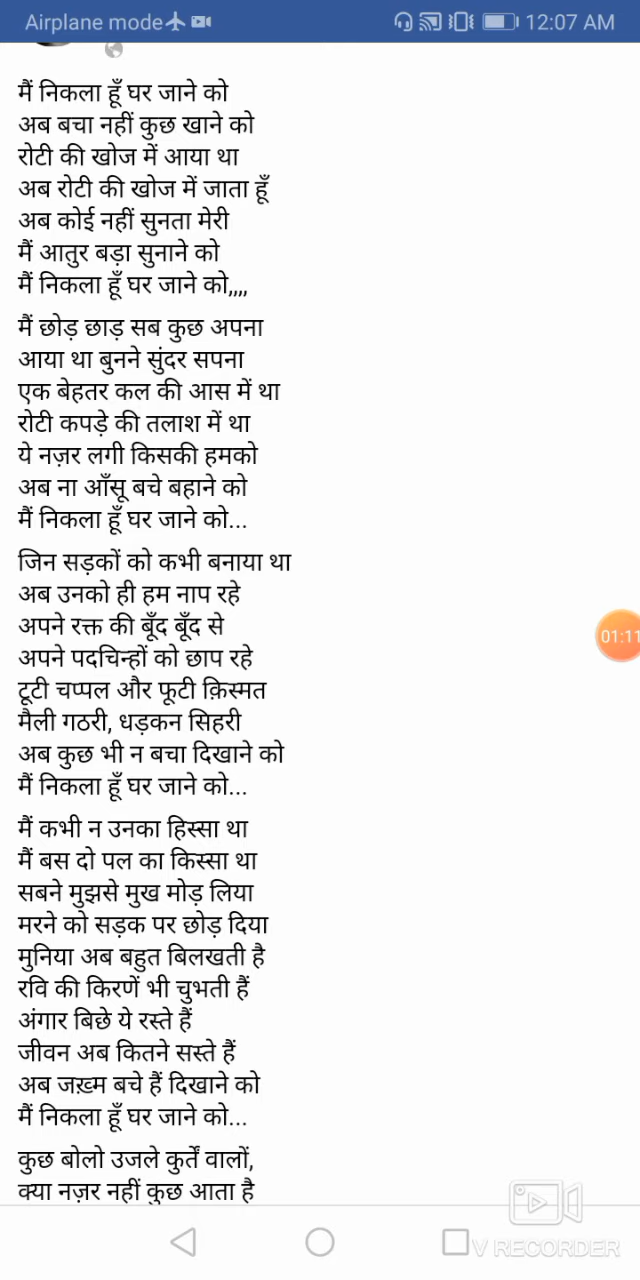 Airplane mode 12:07 AM
मैं निकला हूँ घर जाने को
अब बचा नहीं कुछ खाने को
रोटी की खोज में आया था
अब रोटी की खोज में जाता हूँ
अब कोई नहीं सुनता मेरी
मैं आतुर बड़ा सुनाने को
मैं निकला हूँ घर जाने को,,,,
मैं छोड़ छाड़ सब कुछ अपना
आया था बुनने सुंदर सपना
एक बेहतर कल की आस में था
रोटी कपड़े की तलाश में था
ये नज़र लगी किसकी हमको
अब ना आँसू बचे बहाने को
मैं निकला हूँ घर जाने को...
जिन सड़कों को कभी बनाया था
अब उनको ही हम नाप रहे
अपने रक्त की बूँद बूँद से
अपने पदचिन्हों को छाप रहे
टूटी चप्पल और फूटी क़िस्मत
मैली गठरी, धड़कन सिहरी
अब कुछ भी न बचा दिखाने को
मैं निकला हूँ घर जाने को...
मैं कभी न उनका हिस्सा था
मैं बस दो पल का किस्सा था
सबने मुझसे मुख मोड़ लिया
मरने को सड़क पर छोड़ दिया
मुनिया अब बहुत बिलखती है
रवि की किरणें भी चुभती हैं
अंगार बिछे ये रस्ते हैं
जीवन अब कितने सस्ते हैं
अब जख़्म बचे हैं दिखाने को
मैं निकला हूँ घर जाने को...
कुछ बोलो उजले कुर्तें वालों,
क्या नज़र नहीं कुछ आता है
01:11
V RECORDER